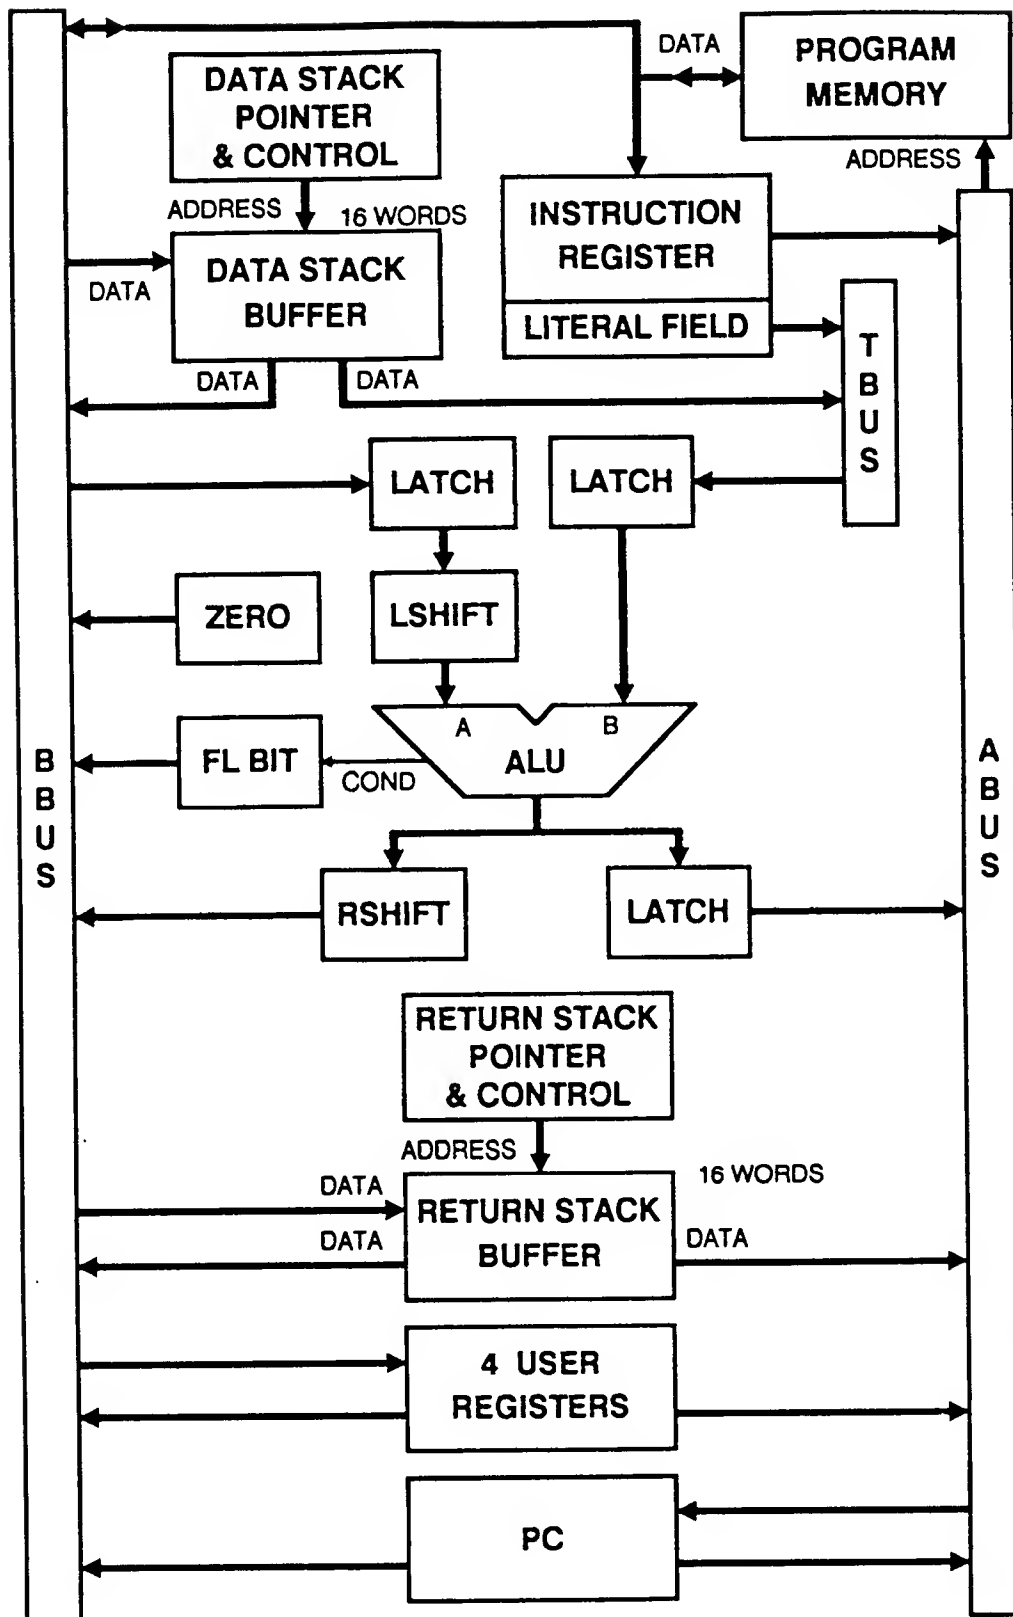 DATA
PROGRAM
MEMORY
DATA STACK
POINTER
& CONTROL
ADDRESS
ADDRESS
16 WORDS
INSTRUCTION
REGISTER
DATA
DATA STACK
BUFFER
LITERAL FIELD
T
B
U
S
DATA
DATA
LATCH
LATCH
ZERO
LSHIFT
A
B
ALU
FL BIT
COND
B
BUS
A
BUS
RSHIFT
LATCH
RETURN STACK
POINTER
& CONTROL
ADDRESS
16 WORDS
DATA
RETURN STACK
BUFFER
DATA
DATA
4 USER
REGISTERS
PC